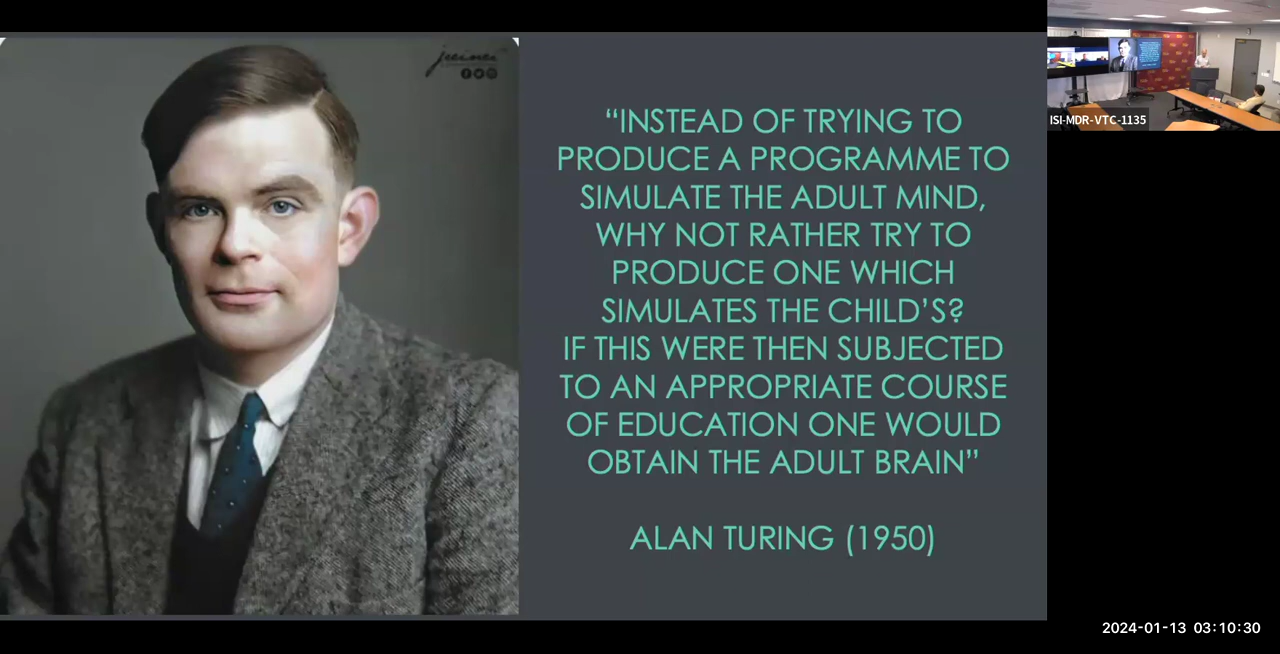 “INSTEAD OF TRYING TO
PRODUCE A PROGRAMME TO
SIMULATE THE ADULT MIND,
WHY NOT RATHER TRY TO
PRODUCE ONE WHICH
SIMULATES THE CHILD’S?
IF THIS WERE THEN SUBJECTED
TO AN APPROPRIATE COURSE
OF EDUCATION ONE WOULD
OBTAIN THE ADULT BRAIN”
ALAN TURING (1950)
ISI-MDR-VTC-1135
2024-01-13 03:10:30